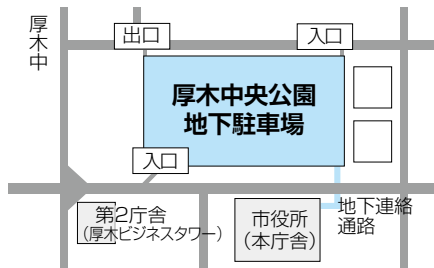 厚木中
出口
入口
厚木中央公園
地下駐車場
入口
第2庁舎
（厚木ビジネスタワー）
市役所
（本庁舎）
地下連絡
通路